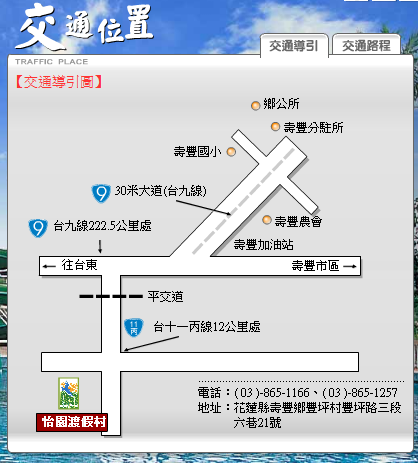 交通位置
TRAFFIC PLACE
交通導引
交通路程
【交通導引圖】
鄉公所
壽豐分駐所
壽豐國小
9
30米大道(台九線)
9
台九線222.5公里處
壽豐農會
壽豐加油站
← 往台東
壽豐市區 →
平交道
11丙
台十一丙線12公里處
怡園渡假村
電話：(03)-865-1166、(03)-865-1257
地址：花蓮縣壽豐鄉豐坪村豐坪路三段
六巷21號